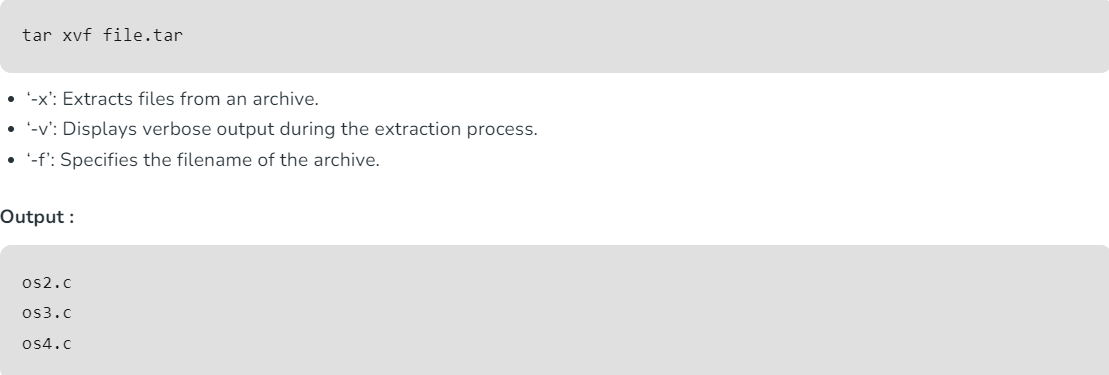 tar xvf file.tar
• ‘-x’: Extracts files from an archive.
• ‘-v’: Displays verbose output during the extraction process.
• ‘-f’: Specifies the filename of the archive.
Output :
os2.c
os3.c
os4.c